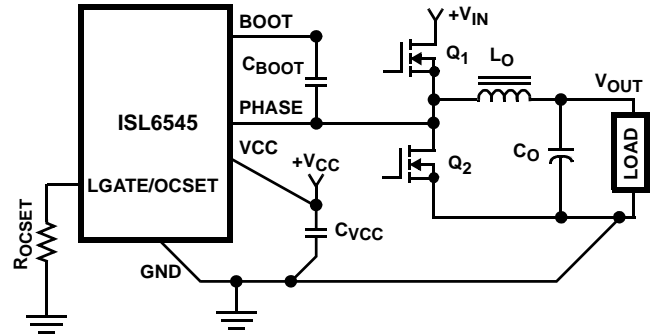 BOOT
+VIN
Q1
LO
CBOOT
VOUT
PHASE
ISL6545
VCC
+VCC
CO
LOAD
Q2
LGATE/OCSET
ROCSET
CVCC
GND